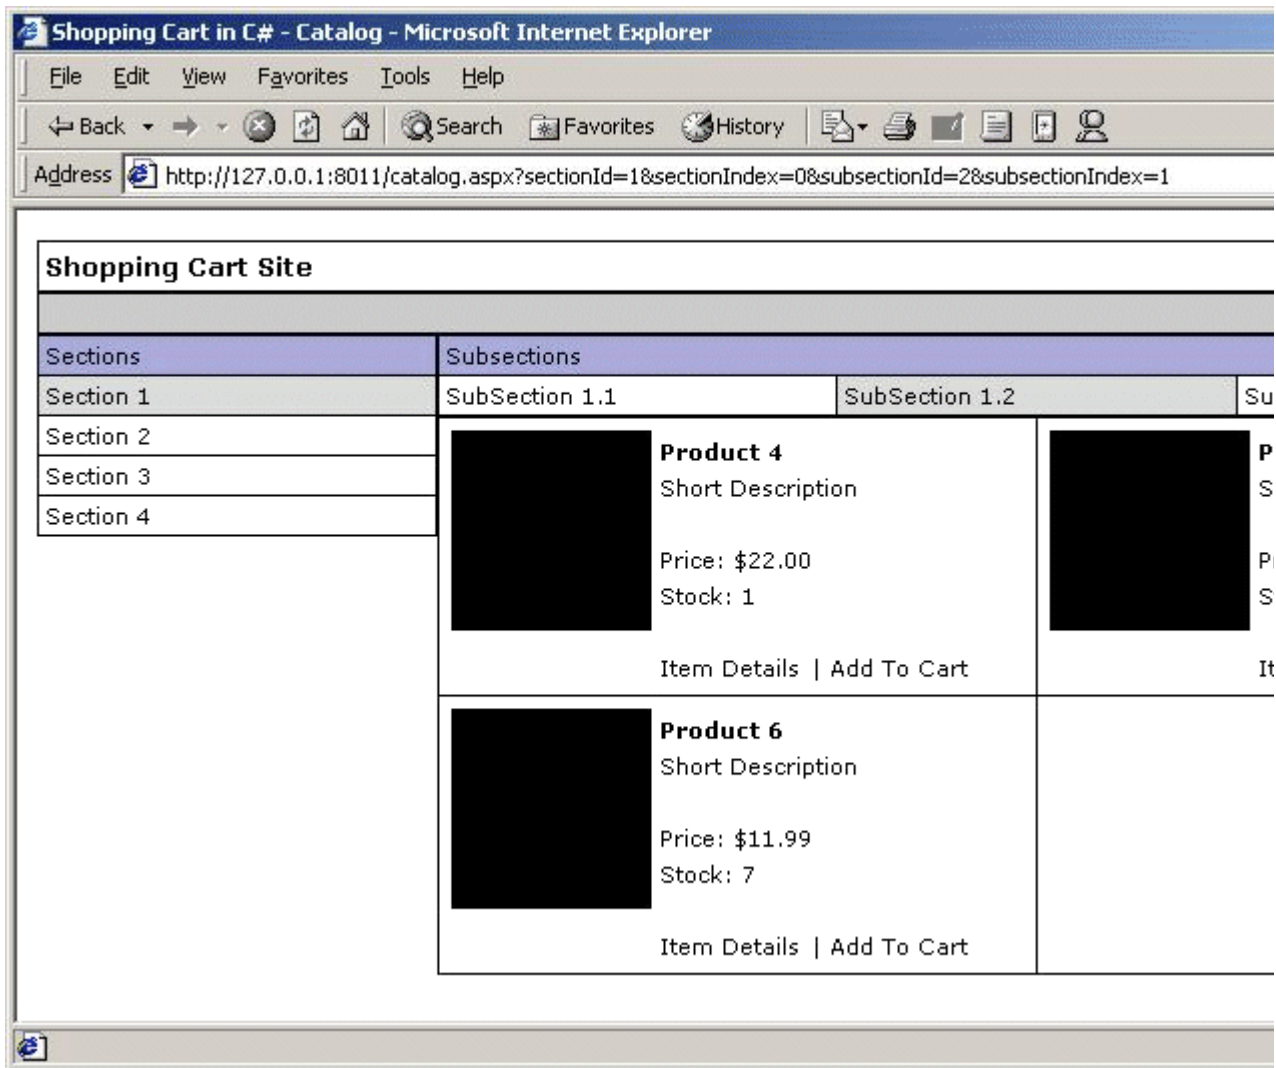 Shopping Cart in C# - Catalog - Microsoft Internet Explorer
File Edit View Favorites Tools Help
Back Search Favorites History
Address http://127.0.0.1:8011/catalog.aspx?sectionId=1&sectionIndex=0&subsectionId=2&subsectionIndex=1
Shopping Cart Site
Sections Subsections
Section 1 SubSection 1.1 SubSection 1.2
Section 2
Section 3
Section 4
Product 4
Short Description
Price: $22.00
Stock: 1
Item Details | Add To Cart
Product 6
Short Description
Price: $11.99
Stock: 7
Item Details | Add To Cart